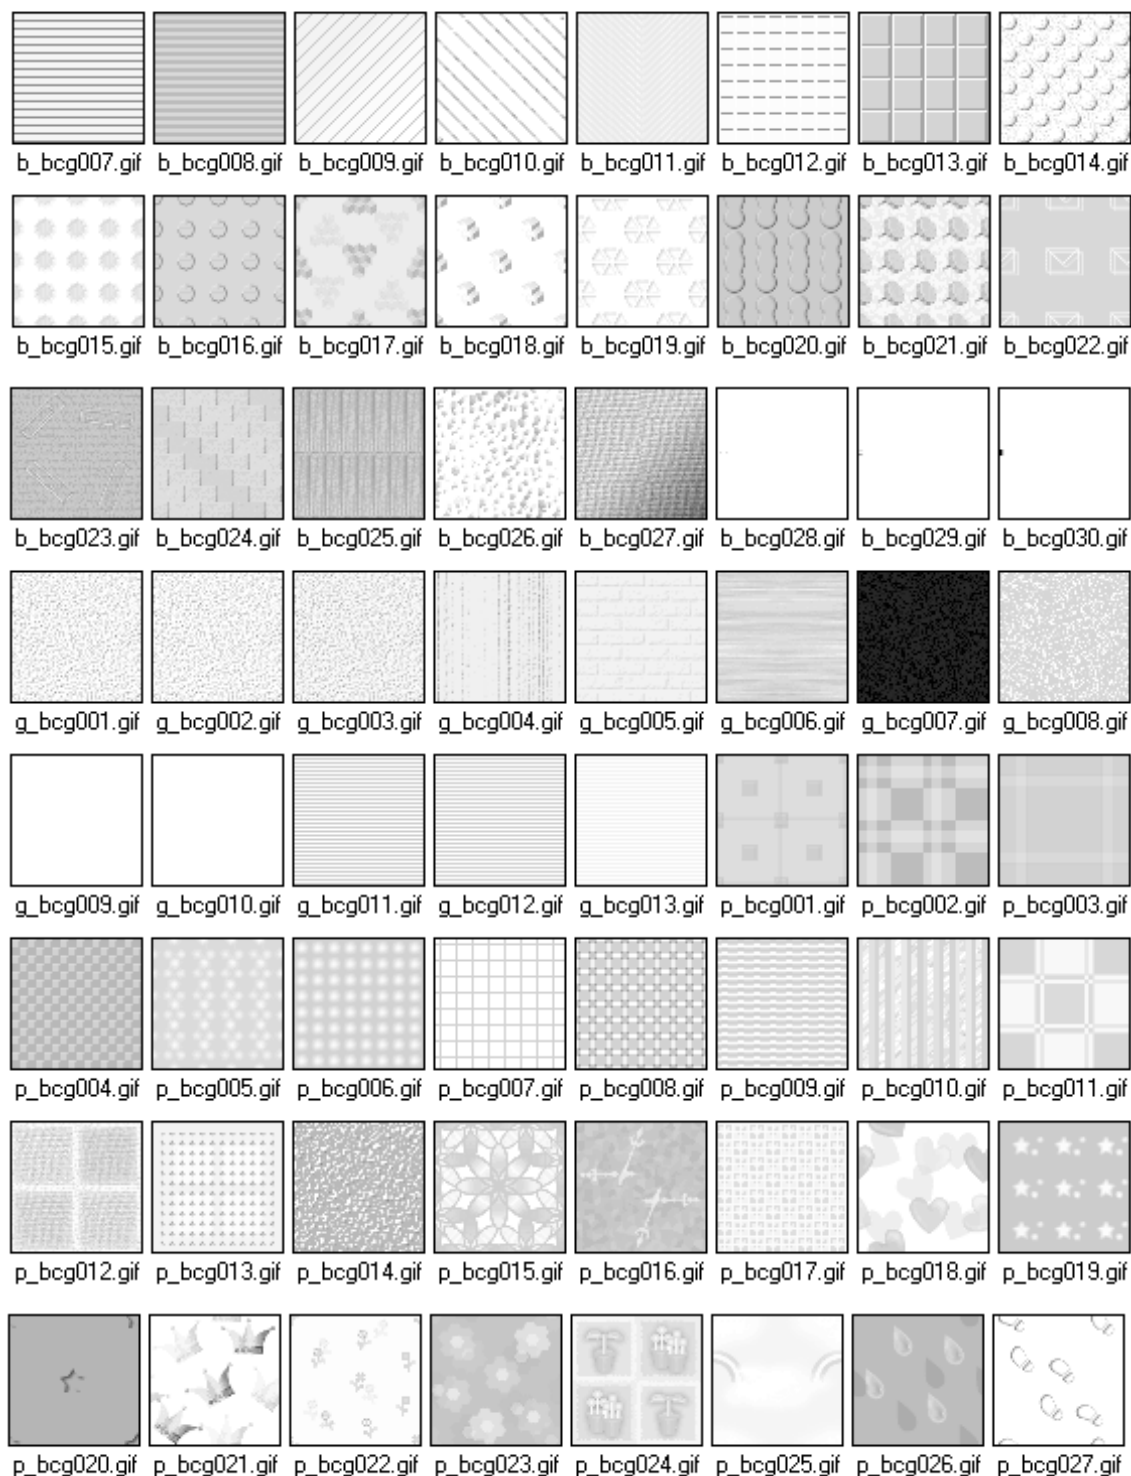 b_bcg007.gif b_bcg008.gif b_bcg009.gif b_bcg010.gif b_bcg011.gif b_bcg012.gif b_bcg013.gif b_bcg014.gif
b_bcg015.gif b_bcg016.gif b_bcg017.gif b_bcg018.gif b_bcg019.gif b_bcg020.gif b_bcg021.gif b_bcg022.gif
b_bcg023.gif b_bcg024.gif b_bcg025.gif b_bcg026.gif b_bcg027.gif b_bcg028.gif b_bcg029.gif b_bcg030.gif
g_bcg001.gif g_bcg002.gif g_bcg003.gif g_bcg004.gif g_bcg005.gif g_bcg006.gif g_bcg007.gif g_bcg008.gif
g_bcg009.gif g_bcg010.gif g_bcg011.gif g_bcg012.gif g_bcg013.gif p_bcg001.gif p_bcg002.gif p_bcg003.gif
p_bcg004.gif p_bcg005.gif p_bcg006.gif p_bcg007.gif p_bcg008.gif p_bcg009.gif p_bcg010.gif p_bcg011.gif
p_bcg012.gif p_bcg013.gif p_bcg014.gif p_bcg015.gif p_bcg016.gif p_bcg017.gif p_bcg018.gif p_bcg019.gif
p_bcg020.gif p_bcg021.gif p_bcg022.gif p_bcg023.gif p_bcg024.gif p_bcg025.gif p_bcg026.gif p_bcg027.gif